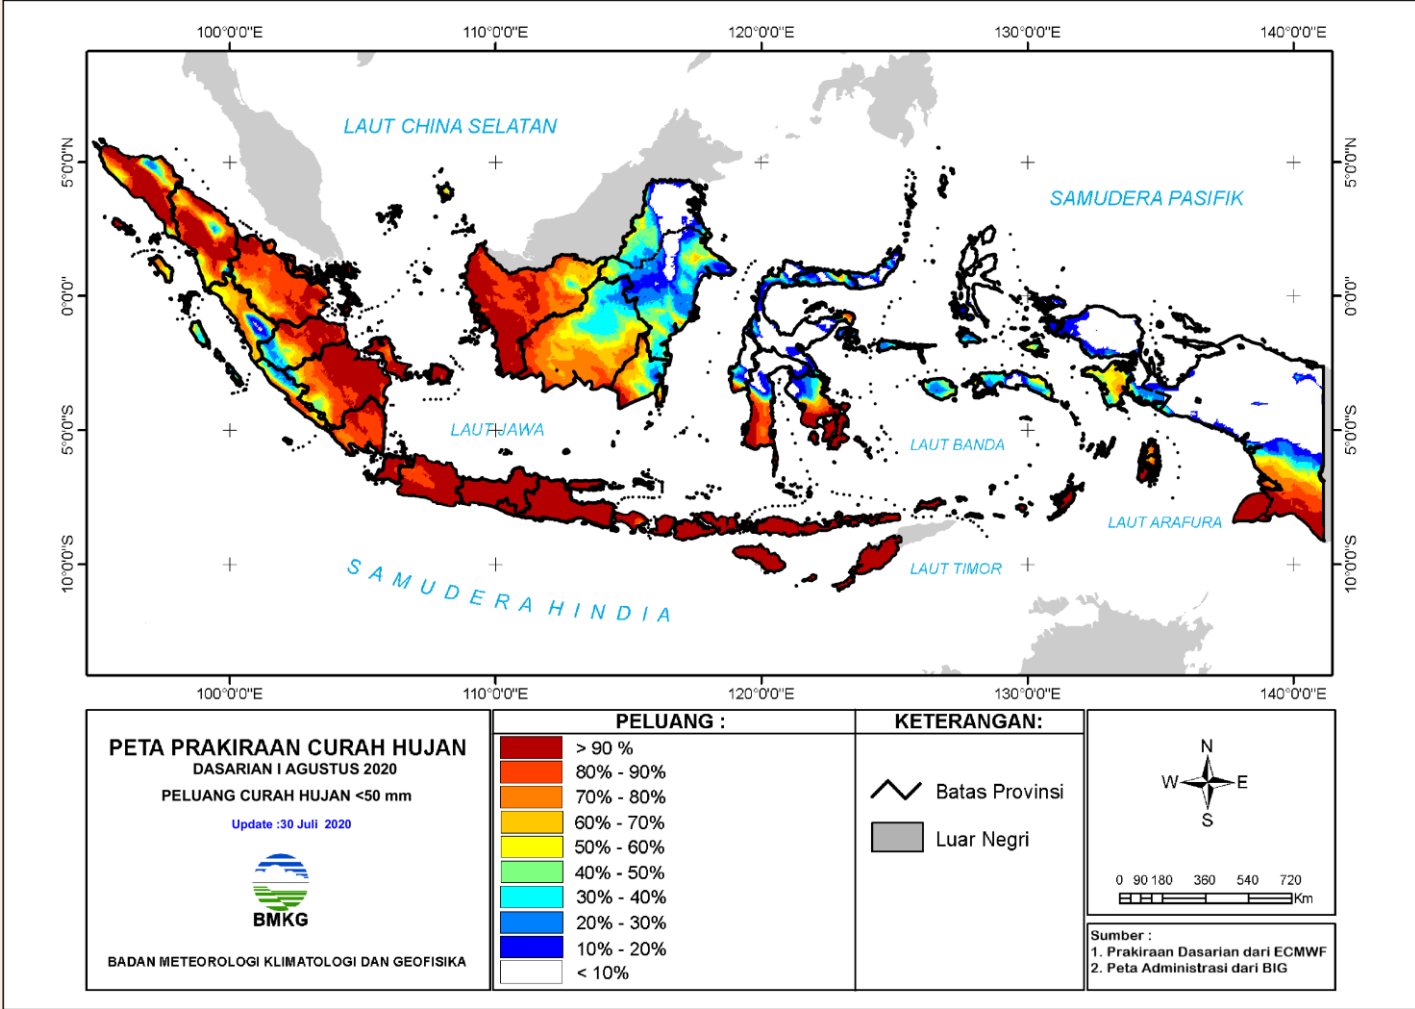 100°0'0"E 110°0'0"E 120°0'0"E 130°0'0"E 140°0'0"E
5°0'0"N 5°0'0"N
LAUT CHINA SELATAN
SAMUDERA PASIFIK
0°0'0" 0°0'0"
5°0'0"S 5°0'0"S
LAUT JAWA
LAUT BANDA
LAUT ARAFURA
10°0'0"S 10°0'0"S
LAUT TIMOR
SAMUDERA HINDIA
100°0'0"E 110°0'0"E 120°0'0"E 130°0'0"E 140°0'0"E
PETA PRAKIRAAN CURAH HUJAN
DASARIAN I AGUSTUS 2020
PELUANG CURAH HUJAN <50 mm
Update :30 Juli 2020
BMKG
BADAN METEOROLOGI KLIMATOLOGI DAN GEOFISIKA
PELUANG :
> 90 %
80% - 90%
70% - 80%
60% - 70%
50% - 60%
40% - 50%
30% - 40%
20% - 30%
10% - 20%
< 10%
KETERANGAN:
Batas Provinsi
Luar Negri
N
W E
S
0 90 180 360 540 720
Km
Sumber :
1. Prakiraan Dasarian dari ECMWF
2. Peta Administrasi dari BIG